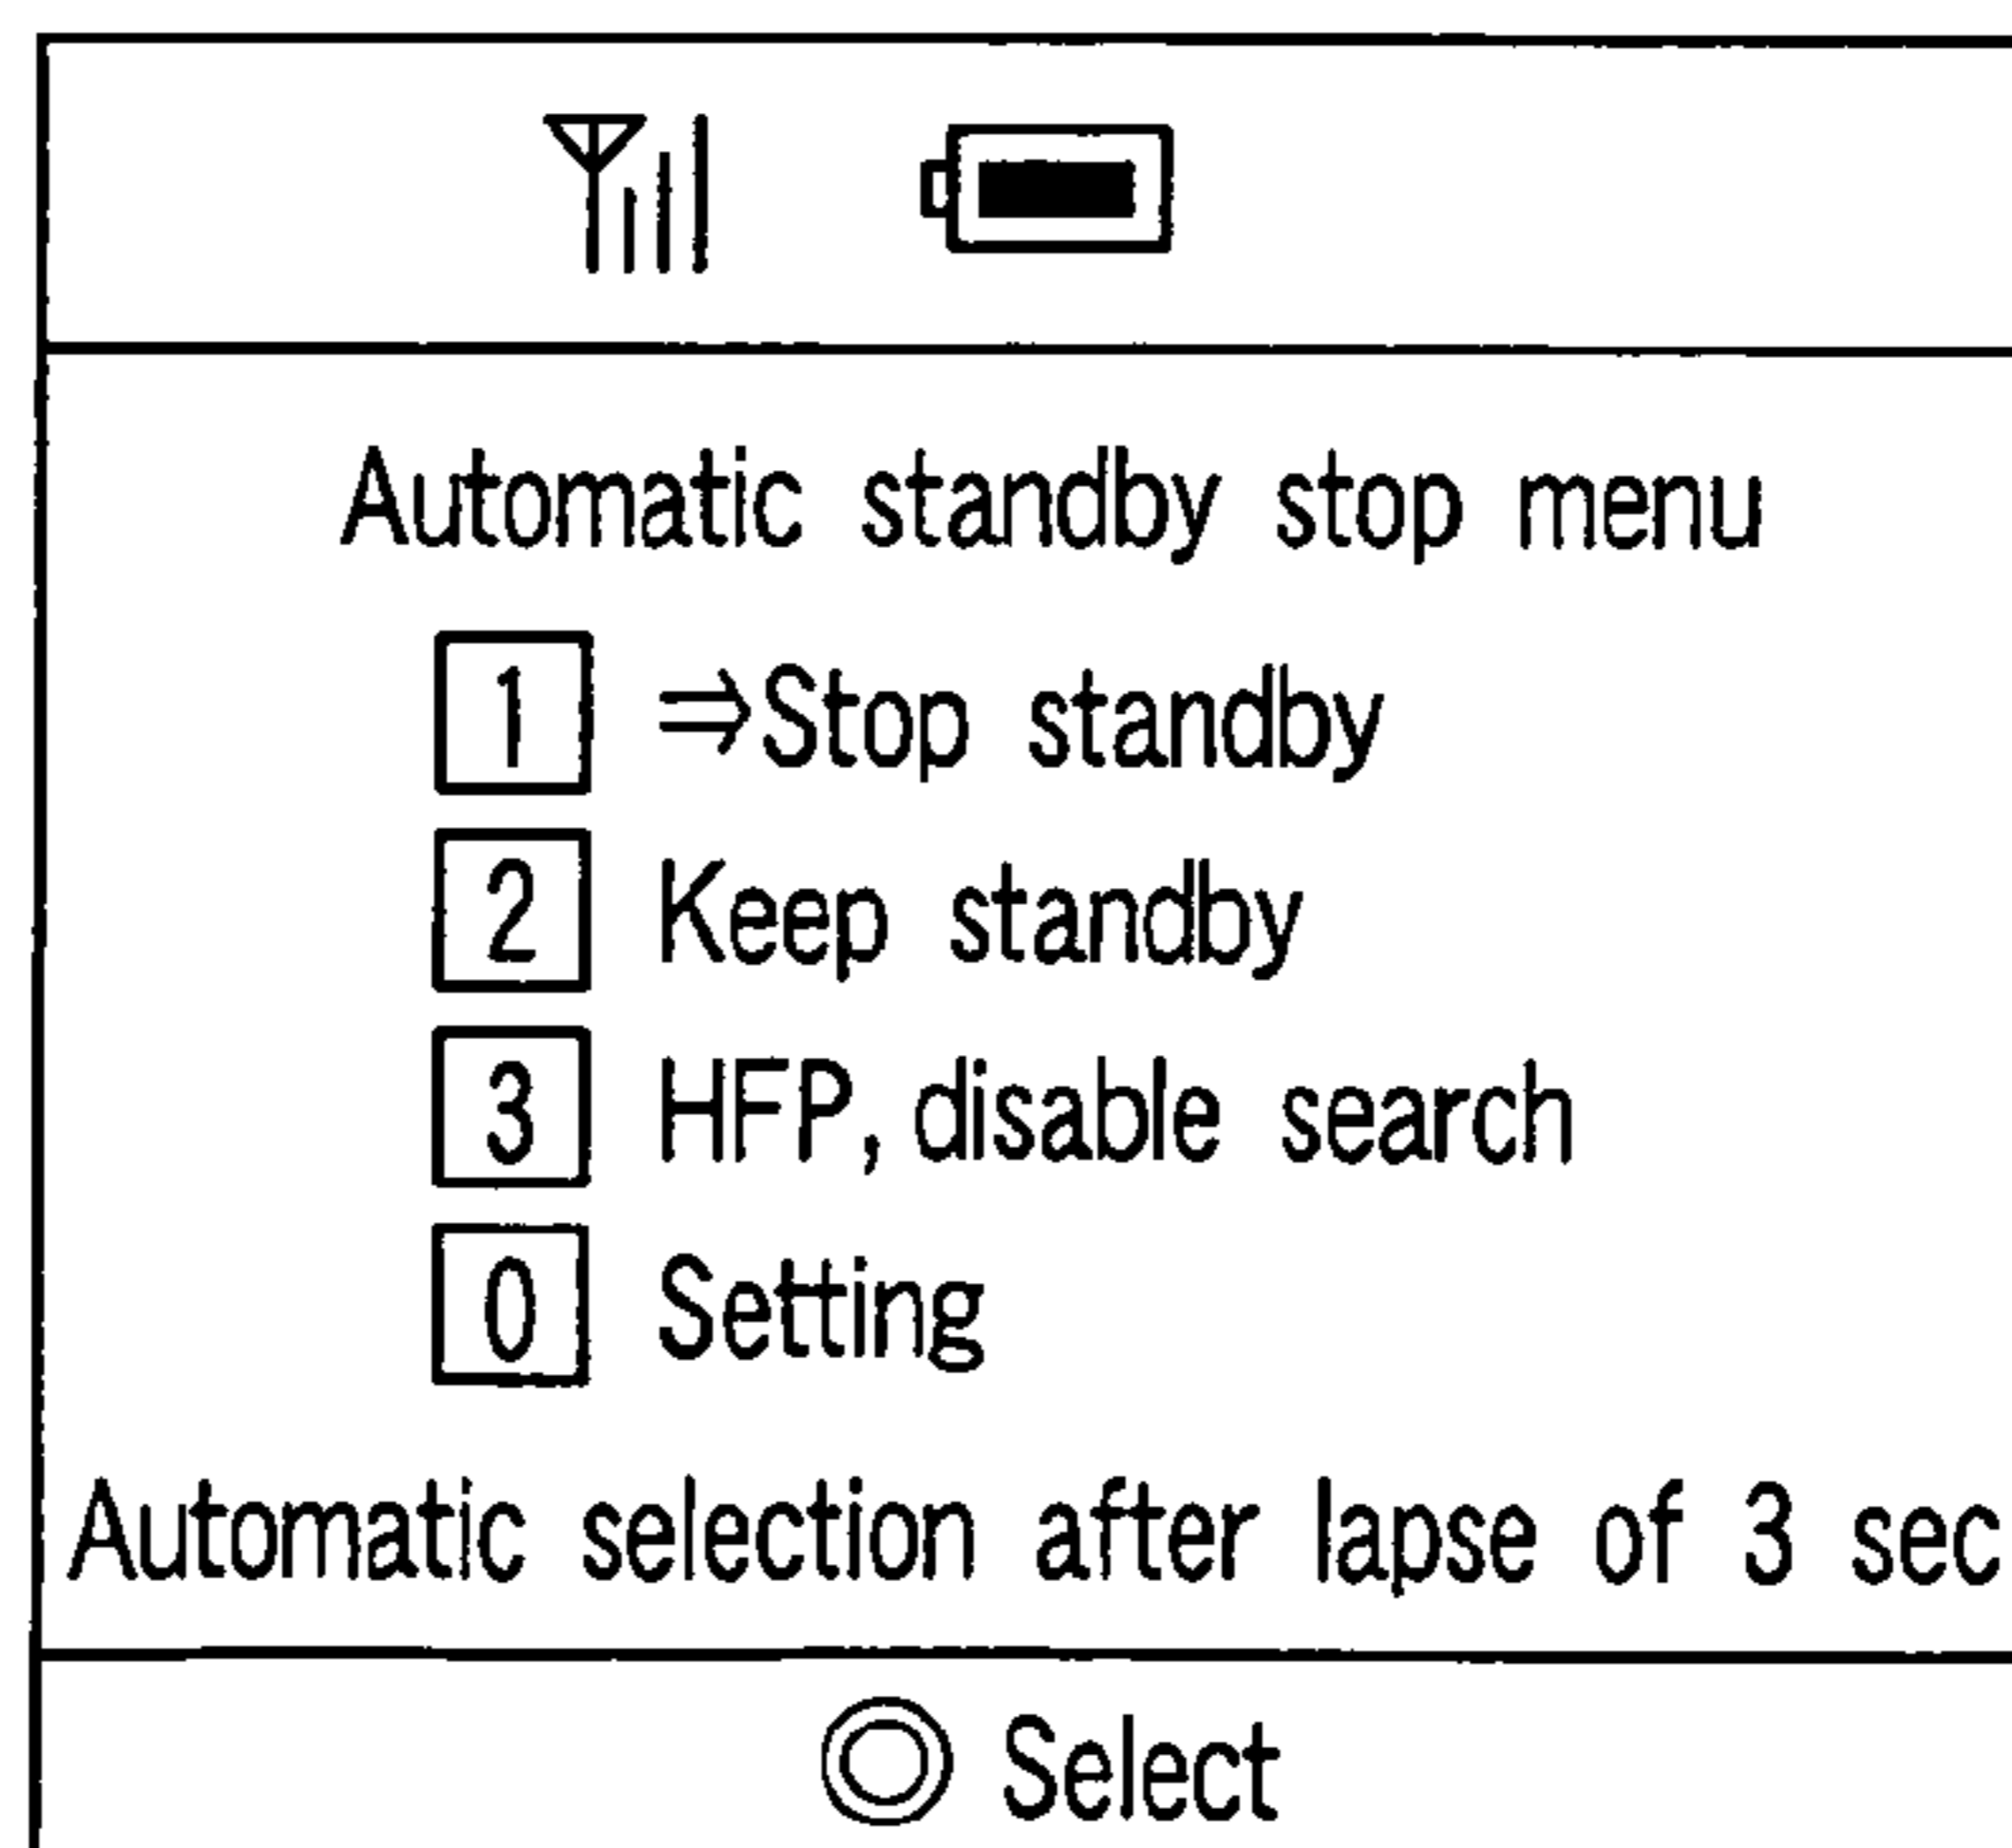 Automatic standby stop menu
1 ⇒Stop standby
2 Keep standby
3 HFP, disable search
0 Setting
Automatic selection after lapse of 3 sec
◎ Select